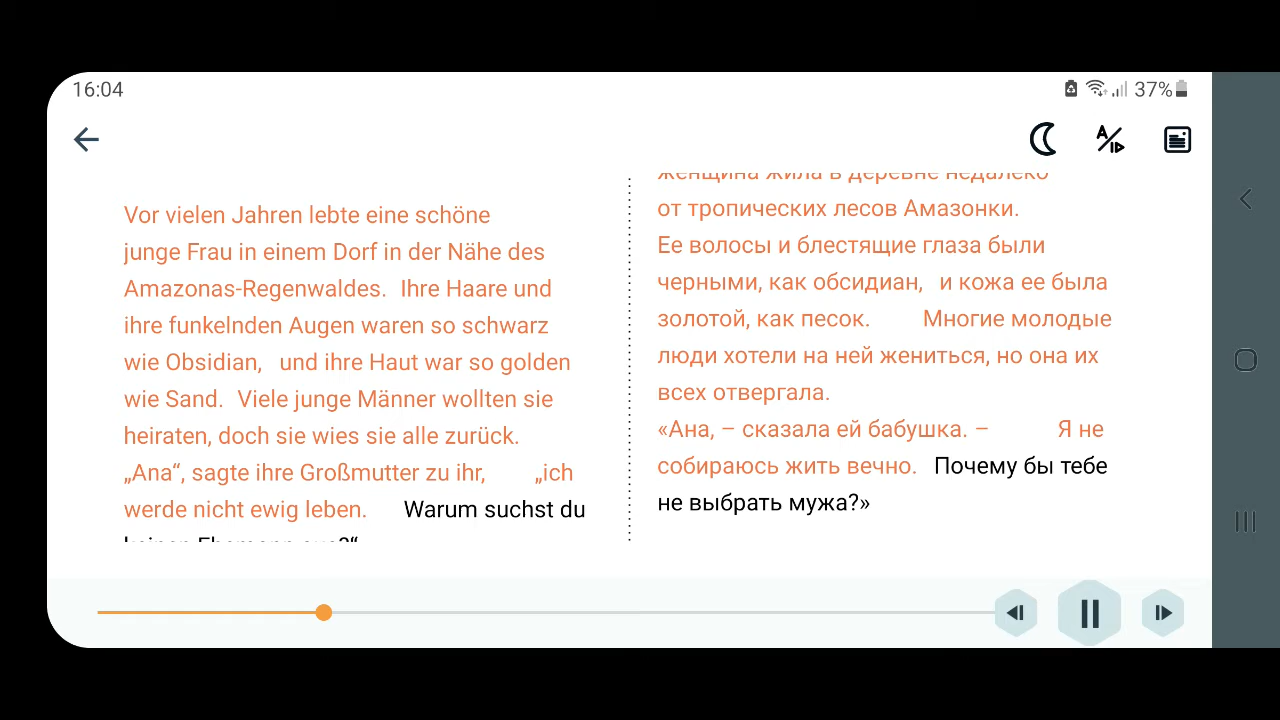 16:04
37%
Vor vielen Jahren lebte eine schöne
junge Frau in einem Dorf in der Nähe des
Amazonas-Regenwaldes. Ihre Haare und
ihre funkelnden Augen waren so schwarz
wie Obsidian, und ihre Haut war so golden
wie Sand. Viele junge Männer wollten sie
heiraten, doch sie wies sie alle zurück.
„Ana“, sagte ihre Großmutter zu ihr, „ich
werde nicht ewig leben. Warum suchst du
женщина жила в деревне недалеко
от тропических лесов Амазонки.
Ее волосы и блестящие глаза были
черными, как обсидиан, и кожа ее была
золотой, как песок. Многие молодые
люди хотели на ней жениться, но она их
всех отвергала.
«Ана, – сказала ей бабушка. – Я не
собираюсь жить вечно. Почему бы тебе
не выбрать мужа?»